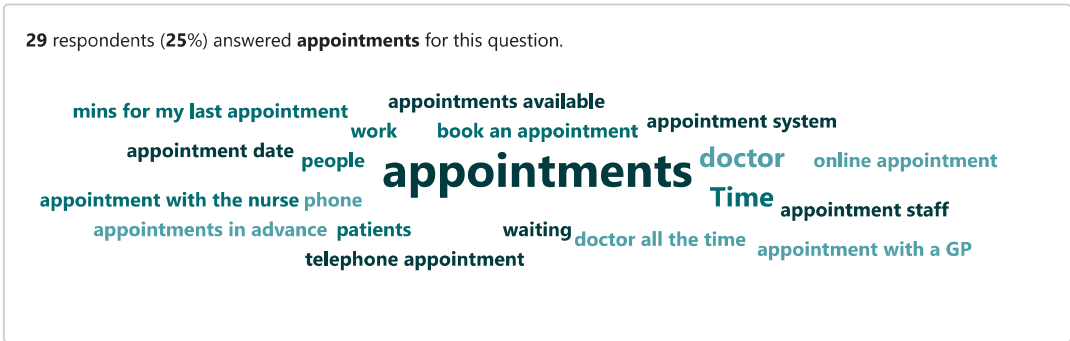 29 respondents (25%) answered appointments for this question.
appointments available
mins for my last appointment
appointment system
work
book an appointment
appointment date
people
appointments
doctor
online appointment
Time
appointment with the nurse
phone
appointment staff
appointments in advance
patients
waiting
doctor all the time
appointment with a GP
telephone appointment